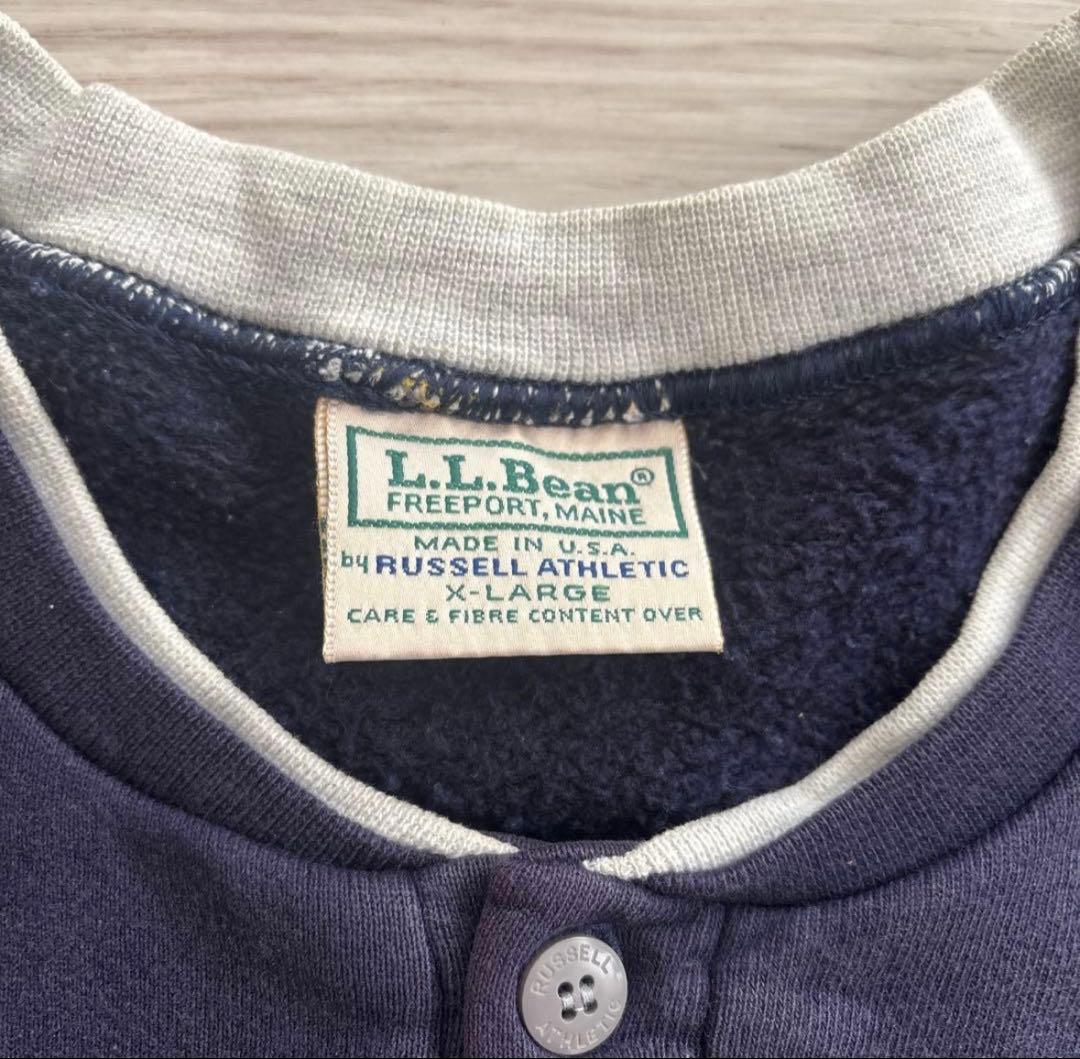 L.L.Bean®
FREEPORT, MAINE
MADE IN U.S.A.
by RUSSELL ATHLETIC
X-LARGE
CARE & FIBRE CONTENT OVER
RUSSELL
ATHLETIC